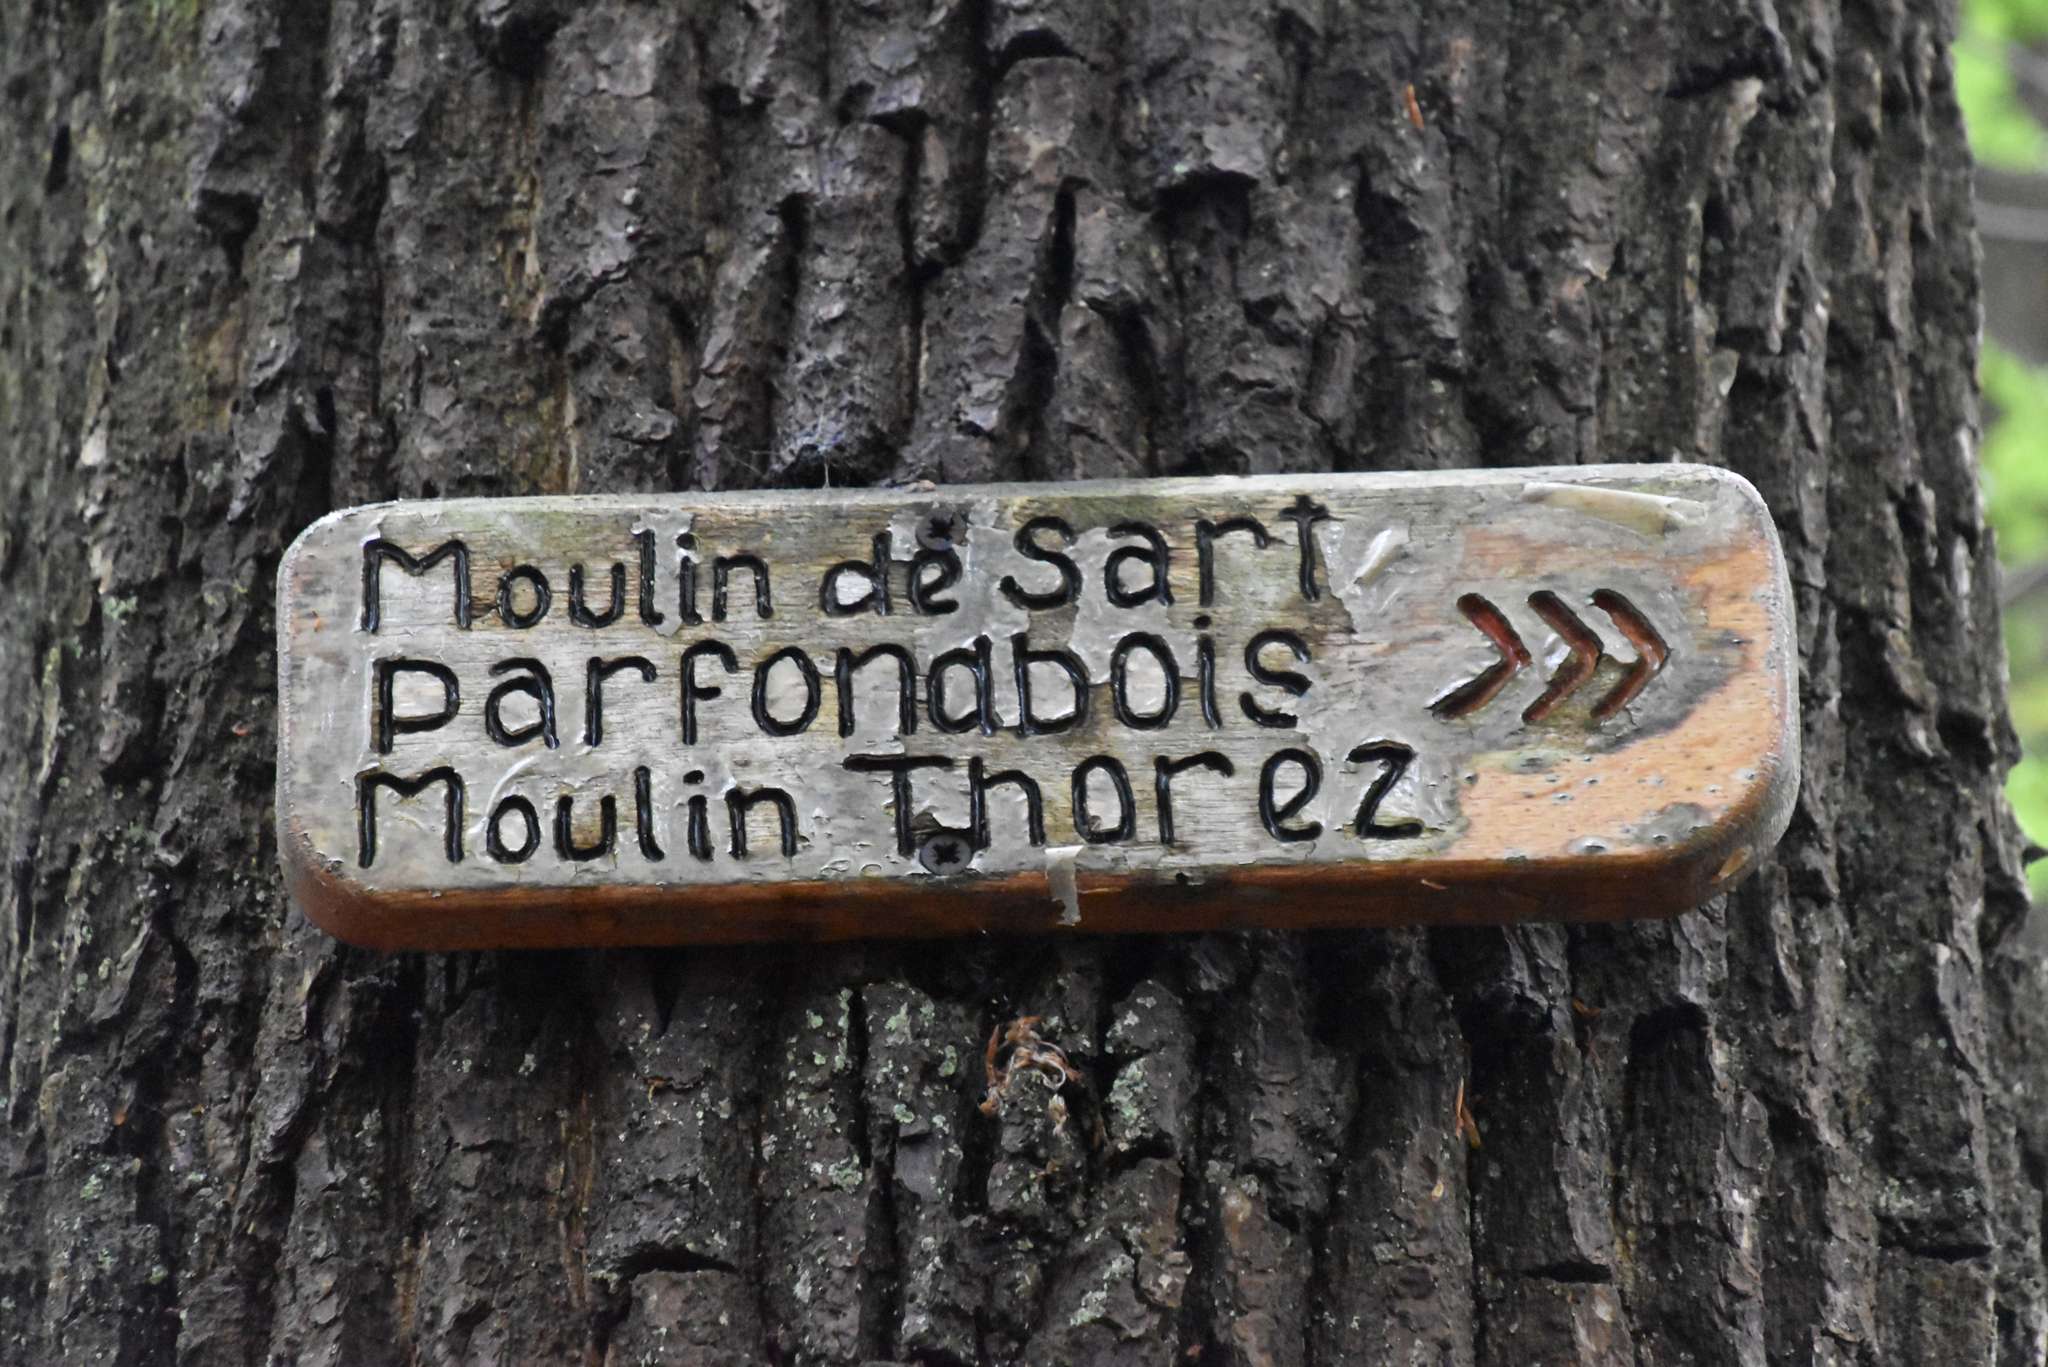 Moulin de Sart
Parfonabois
Moulin Thorez